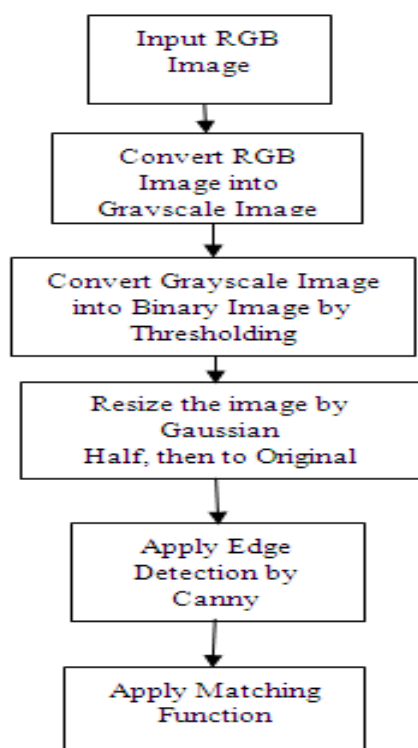 Input RGB
Image
Convert RGB
Image into
Grayscale Image
Convert Grayscale Image
into Binary Image by
Thresholding
Resize the image by
Gaussian
Half, then to Original
Apply Edge
Detection by
Canny
Apply Matching
Function